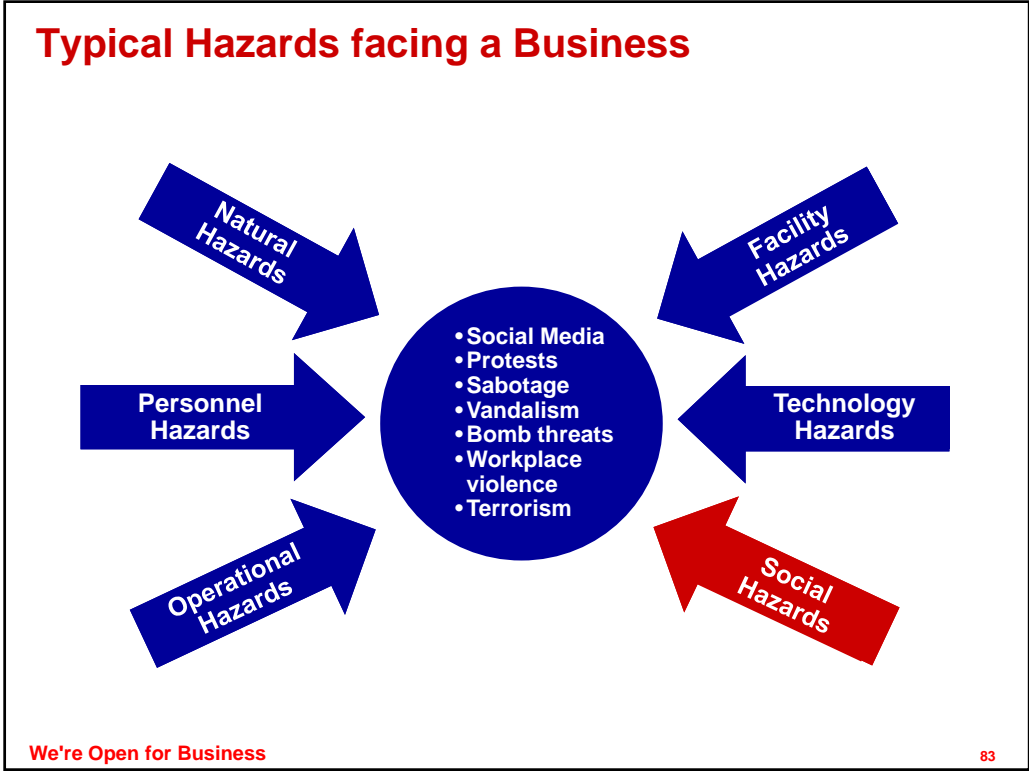 Typical Hazards facing a Business
Natural
Hazards
Facility
Hazards
•Social Media
•Protests
•Sabotage
•Vandalism
•Bomb threats
•Workplace
violence
•Terrorism
Personnel
Hazards
Technology
Hazards
Operational
Hazards
Social
Hazards
We're Open for Business
83